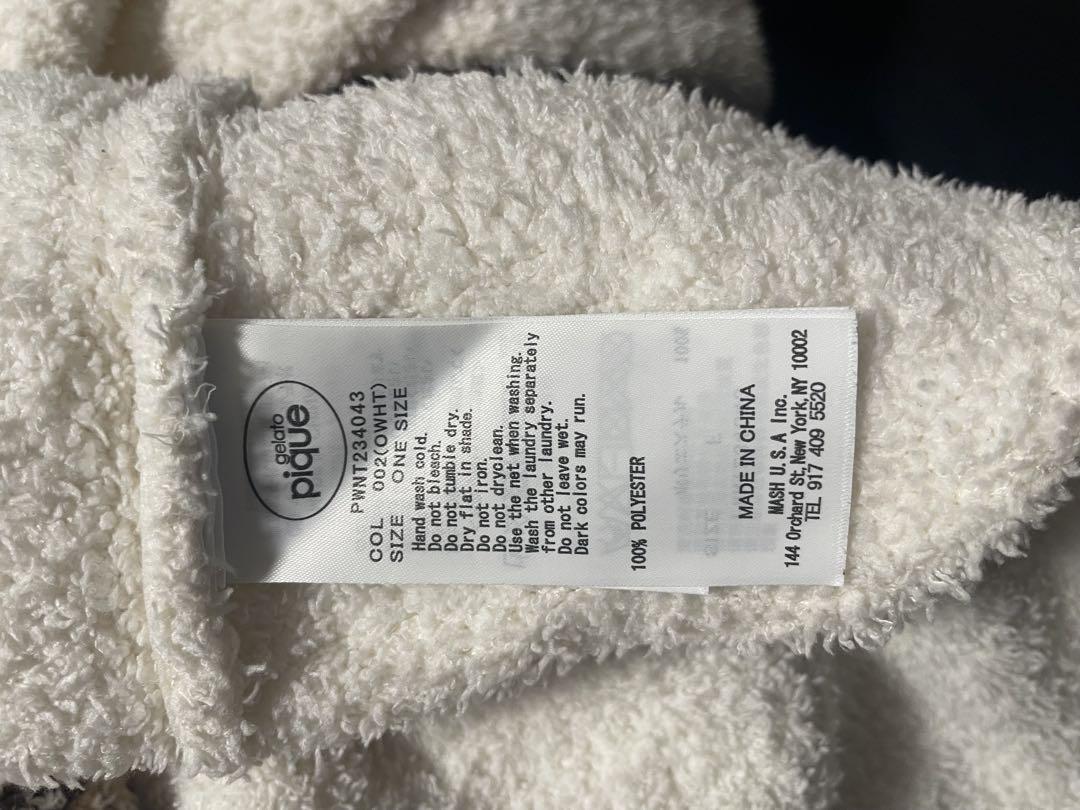 gelato
pique
PWNT234043
COL 002(OWHT)
SIZE ONE SIZE
Hand wash cold.
Do not bleach.
Do not tumble dry.
Dry flat in shade.
Do not iron.
Do not dryclean.
Use the net when washing.
Wash the laundry separately
from other laundry.
Do not leave wet.
Dark colors may run.
100% POLYESTER
MADE IN CHINA
MASH U.S.A Inc.
144 Orchard St, New York, NY 10002
TEL 917 409 5520